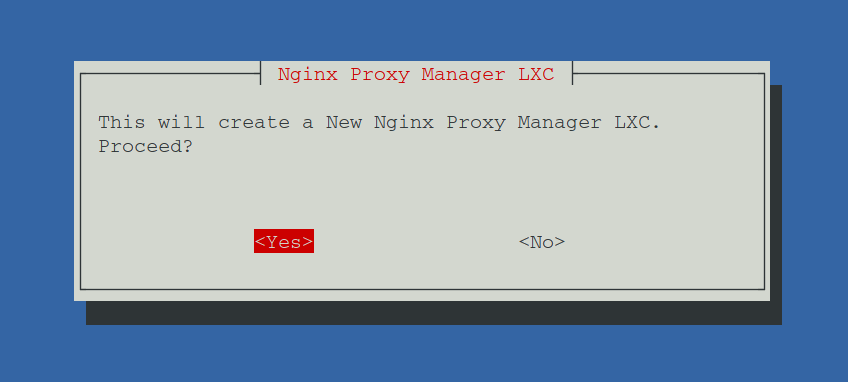 Nginx Proxy Manager LXC
This will create a New Nginx Proxy Manager LXC.
Proceed?
<Yes> <No>